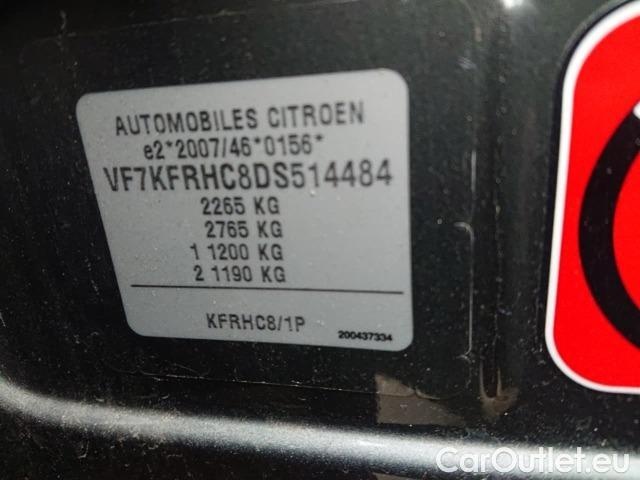 AUTOMOBILES CITROEN
e2*2007/46*0156*
VF7KFRHC8DS514484
2265 KG
2765 KG
1 1200 KG
2 1190 KG
KFRHC8/1P
200437334
CarOutlet.eu